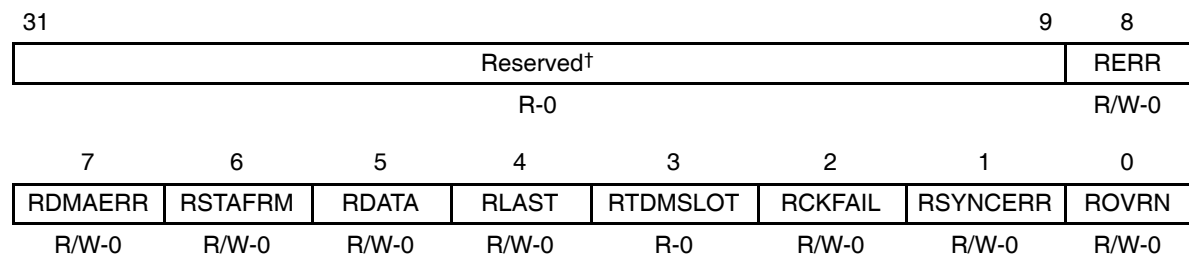 31 9 8
Reserved† RERR
R-0 R/W-0
7 6 5 4 3 2 1 0
RDMAERR RSTAFRM RDATA RLAST RTDMSLOT RCKFAIL RSYNCERR ROVRN
R/W-0 R/W-0 R/W-0 R/W-0 R-0 R/W-0 R/W-0 R/W-0